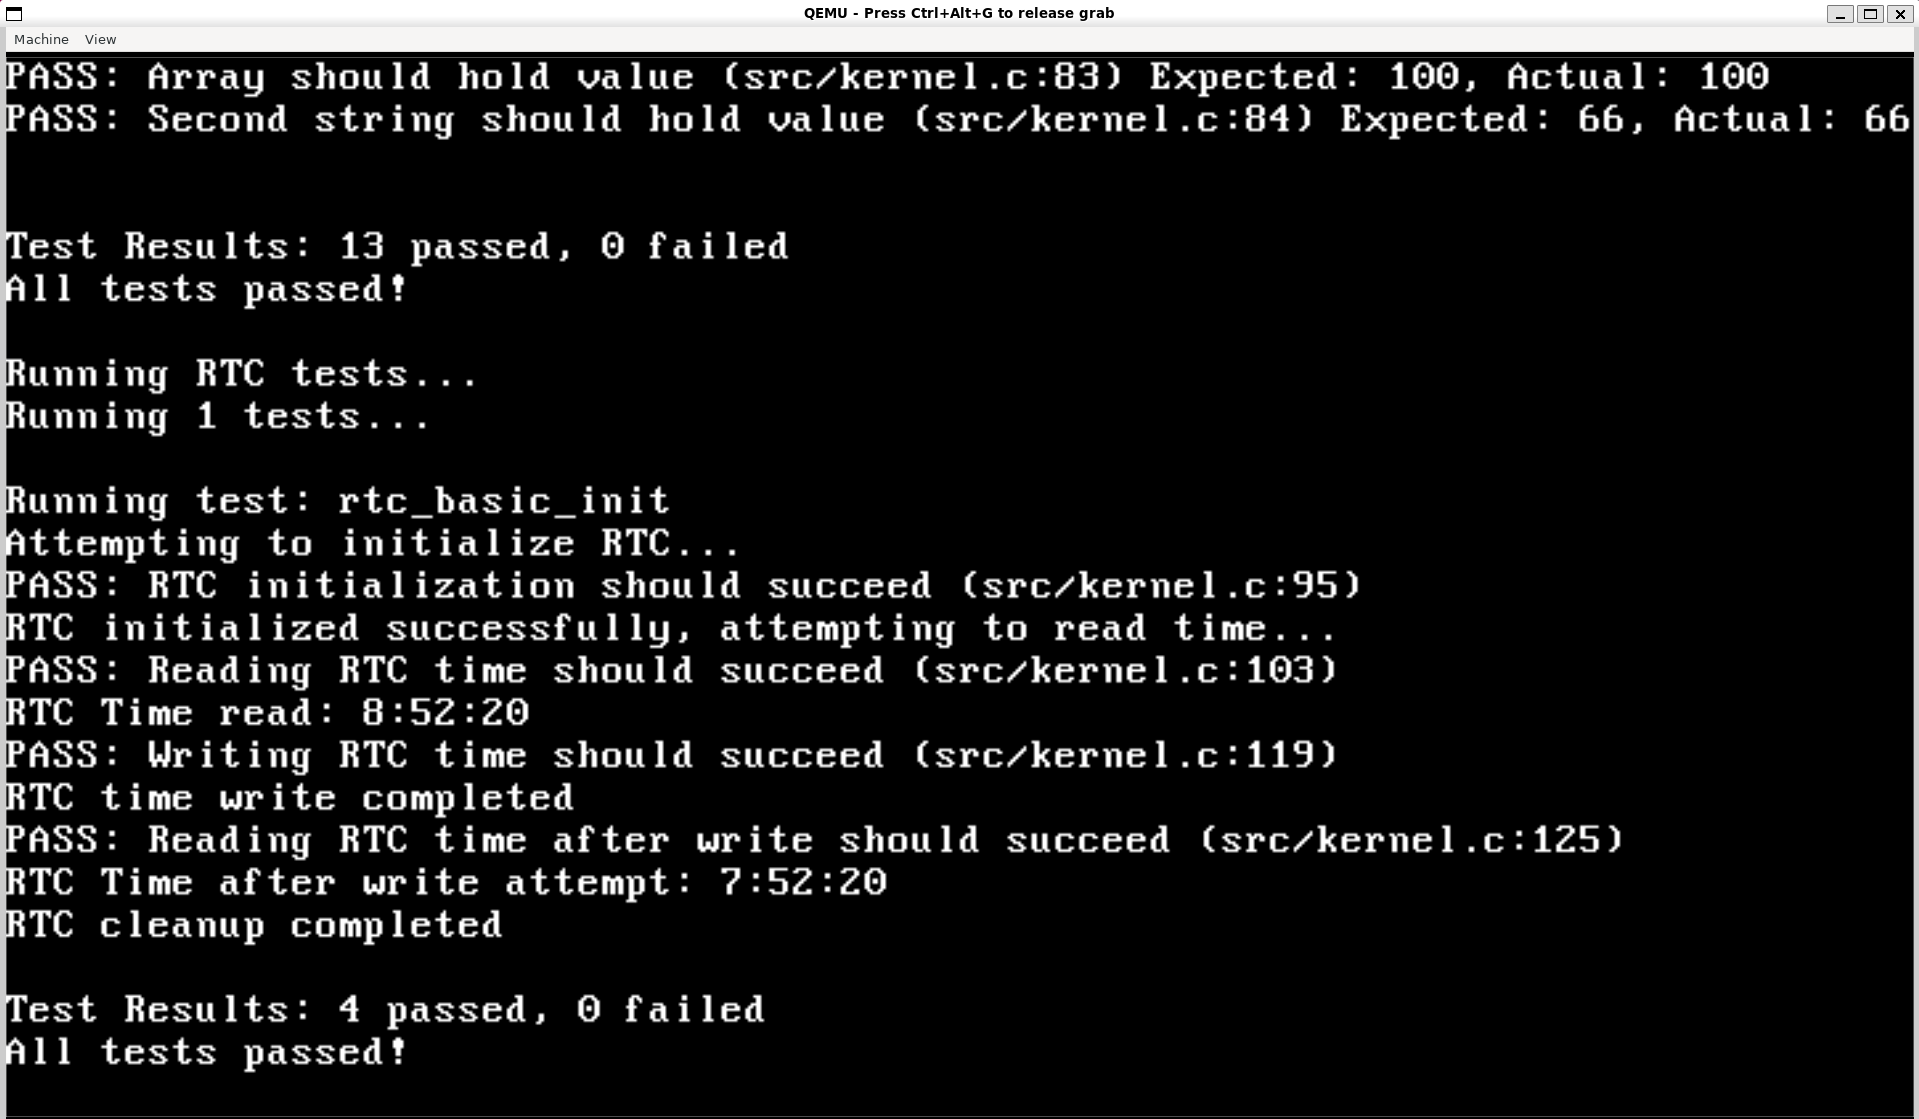 QEMU - Press Ctrl+Alt+G to release grab
Machine View
PASS: Array should hold value (src/kernel.c:83) Expected: 100, Actual: 100
PASS: Second string should hold value (src/kernel.c:84) Expected: 66, Actual: 66
Test Results: 13 passed, 0 failed
All tests passed!
Running RTC tests...
Running 1 tests...
Running test: rtc_basic_init
Attempting to initialize RTC...
PASS: RTC initialization should succeed (src/kernel.c:95)
RTC initialized successfully, attempting to read time...
PASS: Reading RTC time should succeed (src/kernel.c:103)
RTC Time read: 8:52:20
PASS: Writing RTC time should succeed (src/kernel.c:119)
RTC time write completed
PASS: Reading RTC time after write should succeed (src/kernel.c:125)
RTC Time after write attempt: 7:52:20
RTC cleanup completed
Test Results: 4 passed, 0 failed
All tests passed!